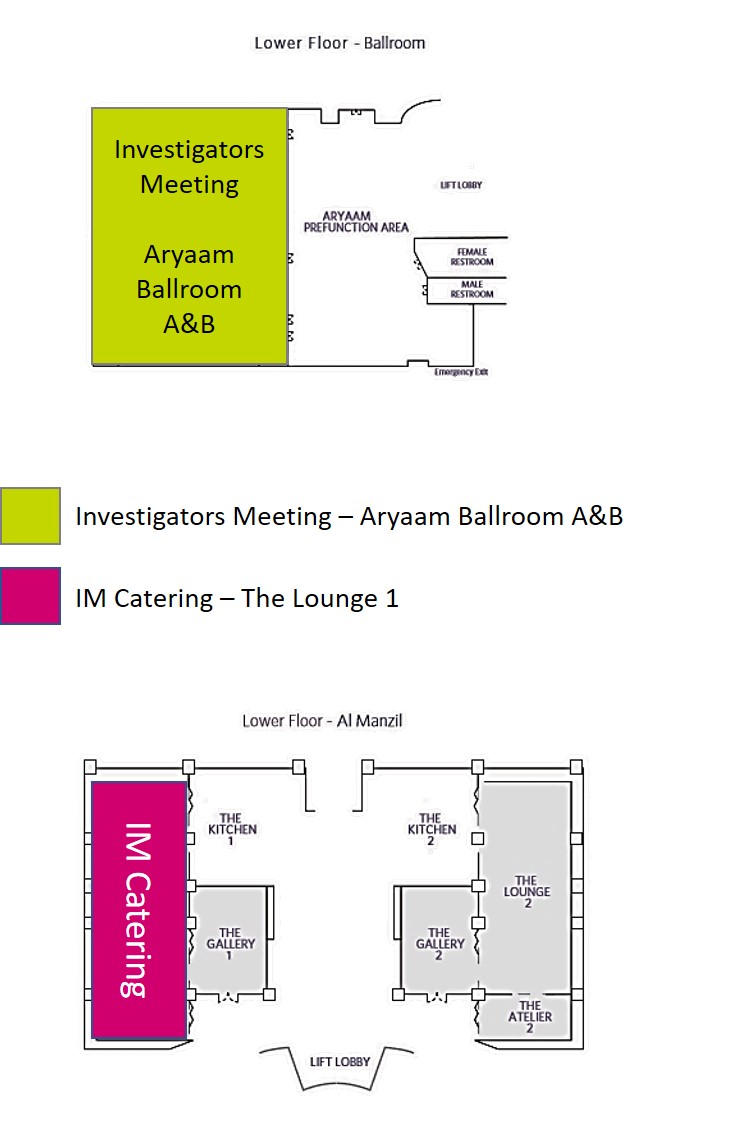 Lower Floor - Ballroom
Investigators
Meeting
Aryaam
Ballroom
A&B
ARYAAM
PREFUNCTION AREA
LIFT LOBBY
FEMALE
RESTROOM
MALE
RESTROOM
Emergency Exit
Investigators Meeting – Aryaam Ballroom A&B
IM Catering – The Lounge 1
Lower Floor - Al Manzil
IM Catering
THE
KITCHEN
1
THE
KITCHEN
2
THE
LOUNGE
2
THE
GALLERY
1
THE
GALLERY
2
THE
ATELIER
2
LIFT LOBBY